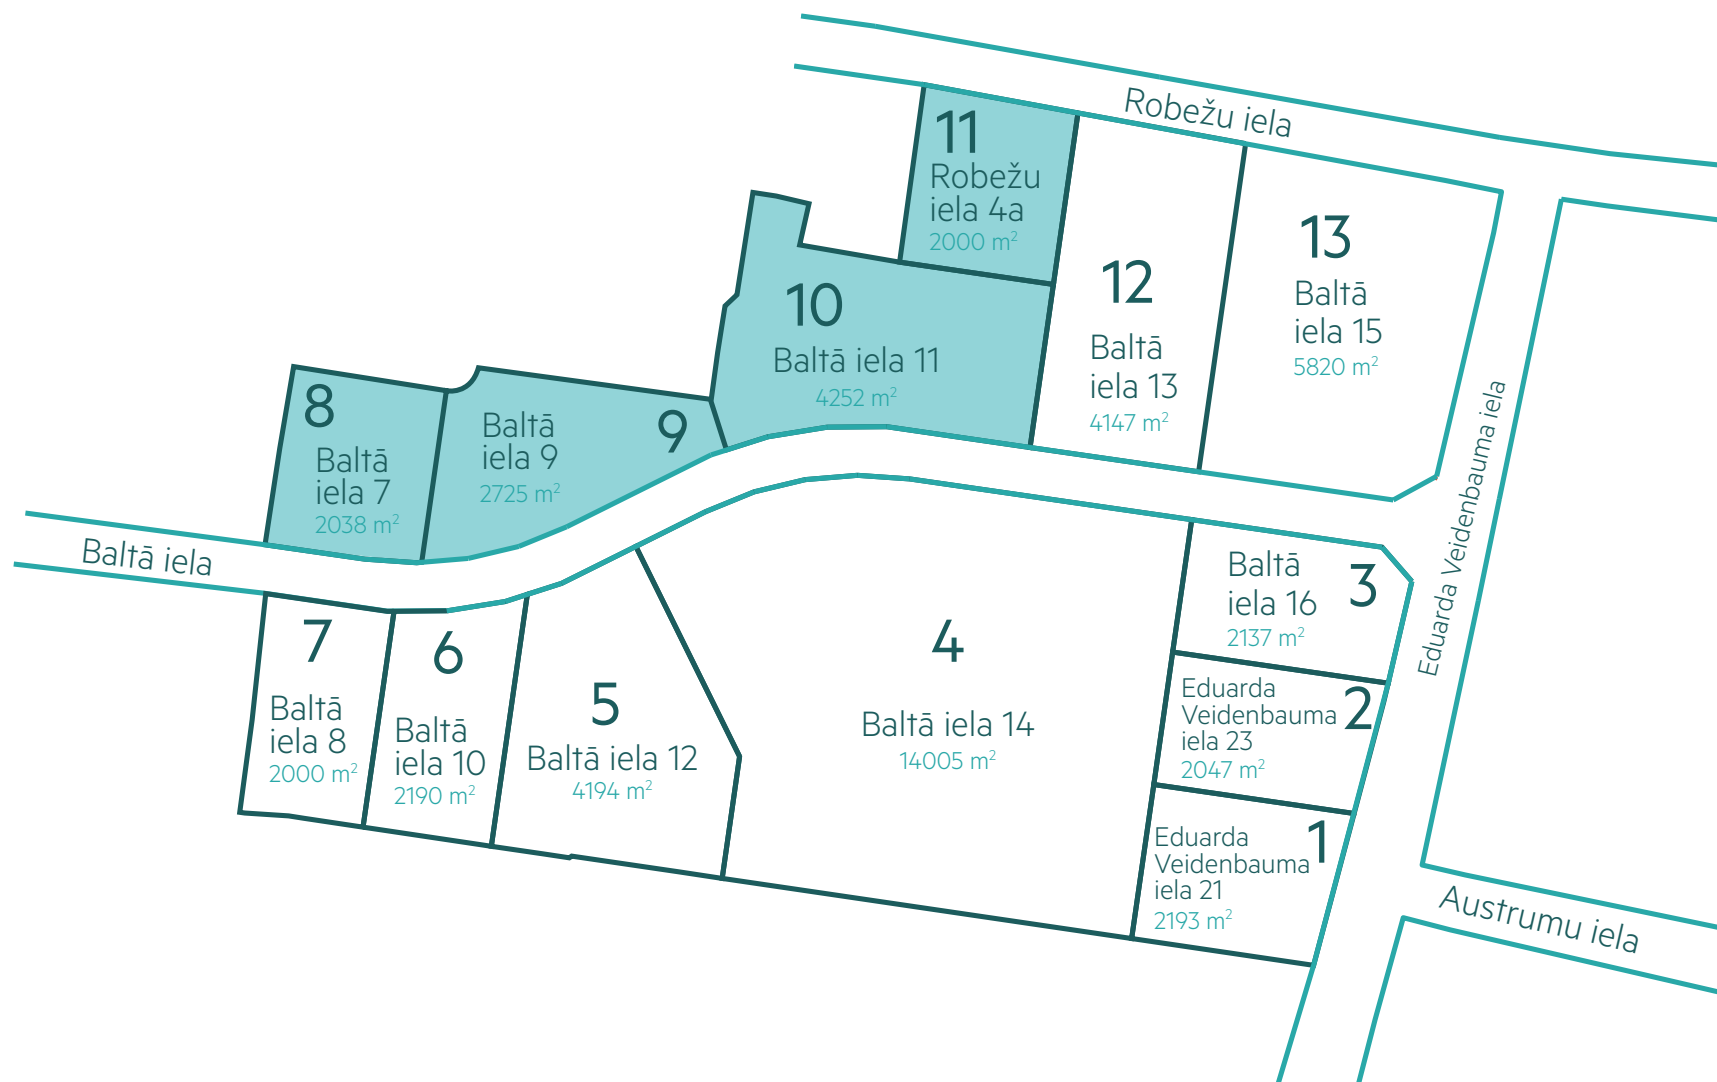 Robežu iela
11
Robežu
iela 4a
2000 m²
12
Baltā
iela 13
4147 m²
13
Baltā
iela 15
5820 m²
10
Baltā iela 11
4252 m²
8
Baltā
iela 7
2038 m²
9
Baltā
iela 9
2725 m²
Baltā iela
Eduarda Veidenbauma iela
7
Baltā
iela 8
2000 m²
6
Baltā
iela 10
2190 m²
5
Baltā iela 12
4194 m²
4
Baltā iela 14
14005 m²
3
Baltā
iela 16
2137 m²
2
Eduarda
Veidenbauma
iela 23
2047 m²
1
Eduarda
Veidenbauma
iela 21
2193 m²
Austrumu iela